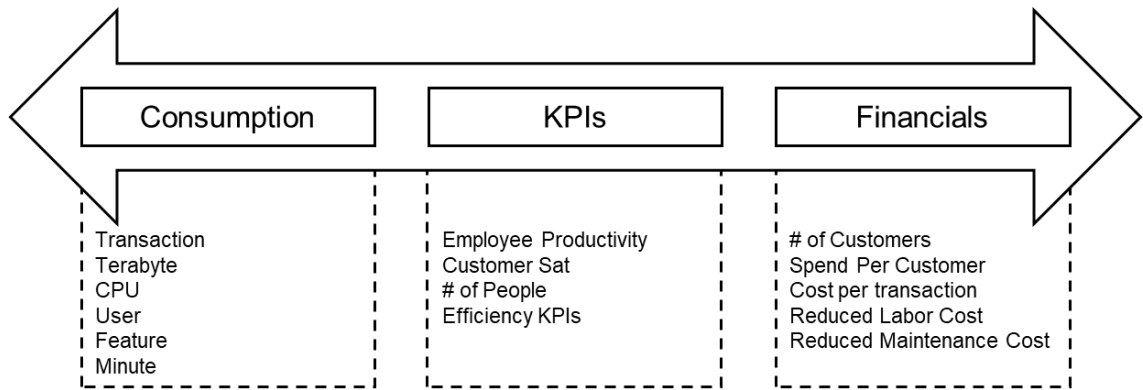 Consumption
KPIs
Financials
Transaction
Terabyte
CPU
User
Feature
Minute
Employee Productivity
Customer Sat
# of People
Efficiency KPIs
# of Customers
Spend Per Customer
Cost per transaction
Reduced Labor Cost
Reduced Maintenance Cost